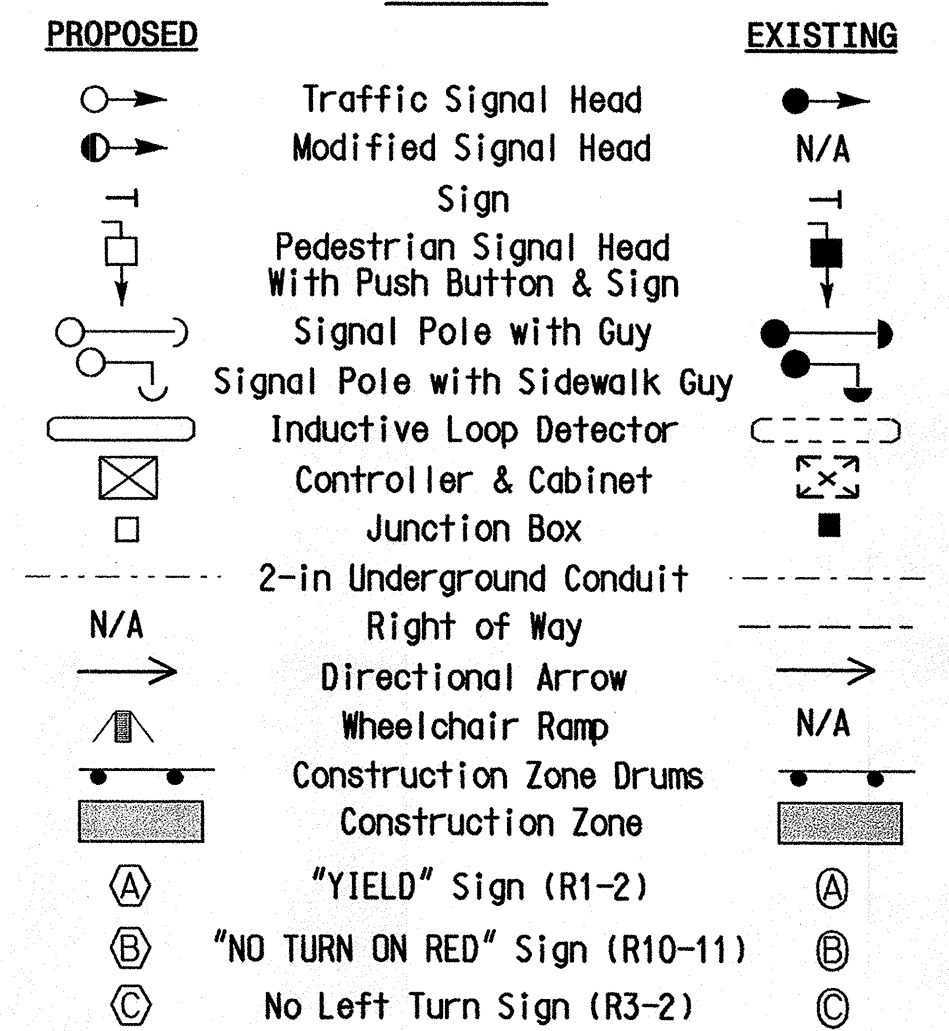 PROPOSED EXISTING
Traffic Signal Head
Modified Signal Head N/A
Sign
Pedestrian Signal Head
With Push Button & Sign
Signal Pole with Guy
Signal Pole with Sidewalk Guy
Inductive Loop Detector
Controller & Cabinet
Junction Box
2-in Underground Conduit
N/A Right of Way
Directional Arrow
Wheelchair Ramp N/A
Construction Zone Drums
Construction Zone
A "YIELD" Sign (R1-2) A
B "NO TURN ON RED" Sign (R10-11) B
C No Left Turn Sign (R3-2) C